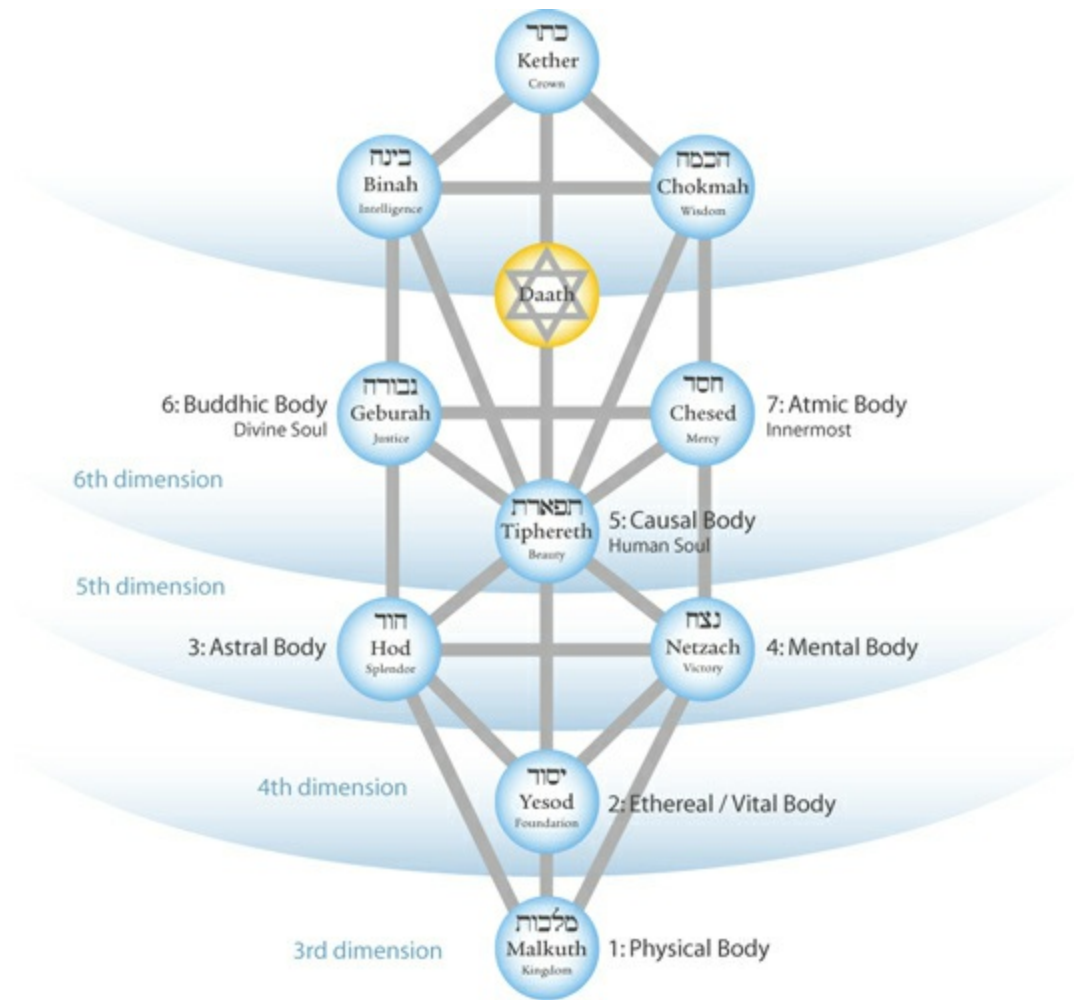 כתר
Kether
Crown
בינה
Binah
Intelligence
הכמה
Chokmah
Wisdom
Daath
6: Buddhic Body
Divine Soul
גבורה
Geburah
Justice
חסד
Chesed
Mercy
7: Atmic Body
Innermost
6th dimension
תפארת
Tiphereth
Beauty
5: Causal Body
Human Soul
5th dimension
3: Astral Body
הוד
Hod
Splendor
נצח
Netzach
Victory
4: Mental Body
4th dimension
יסוד
Yesod
Foundation
2: Ethereal / Vital Body
3rd dimension
מלכות
Malkuth
Kingdom
1: Physical Body